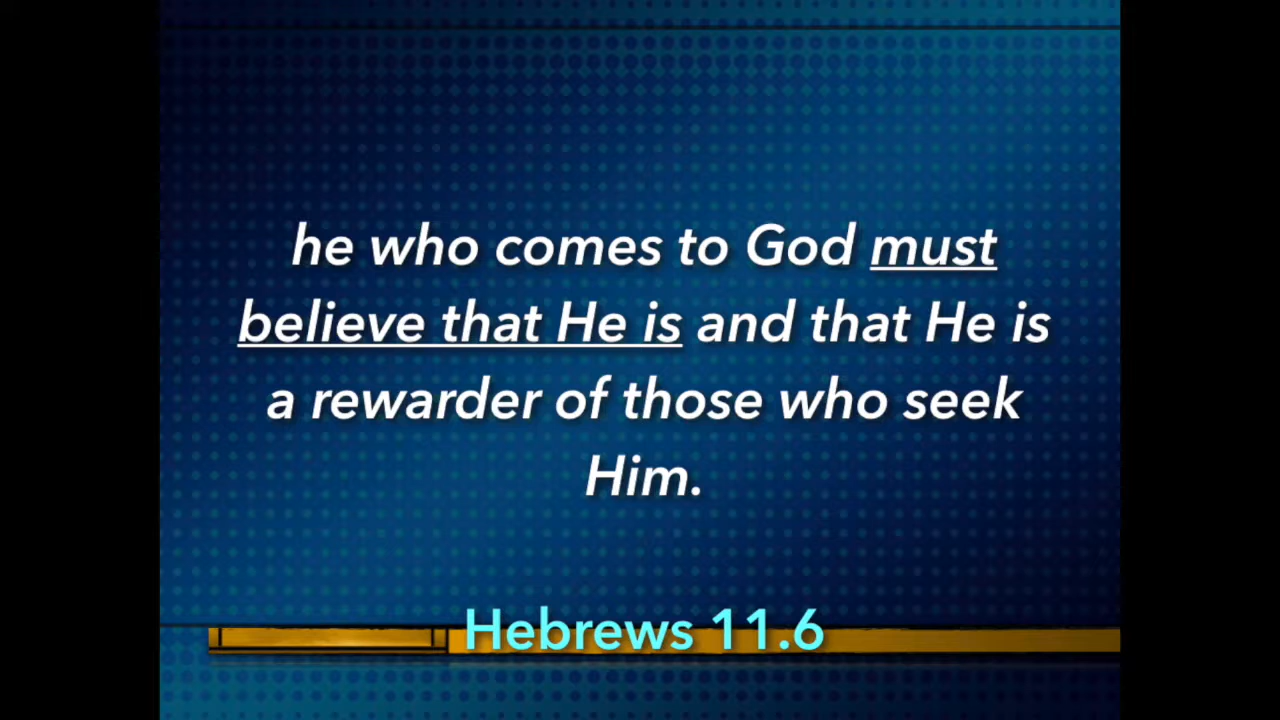 he who comes to God must
believe that He is and that He is
a rewarder of those who seek
Him.
Hebrews 11.6